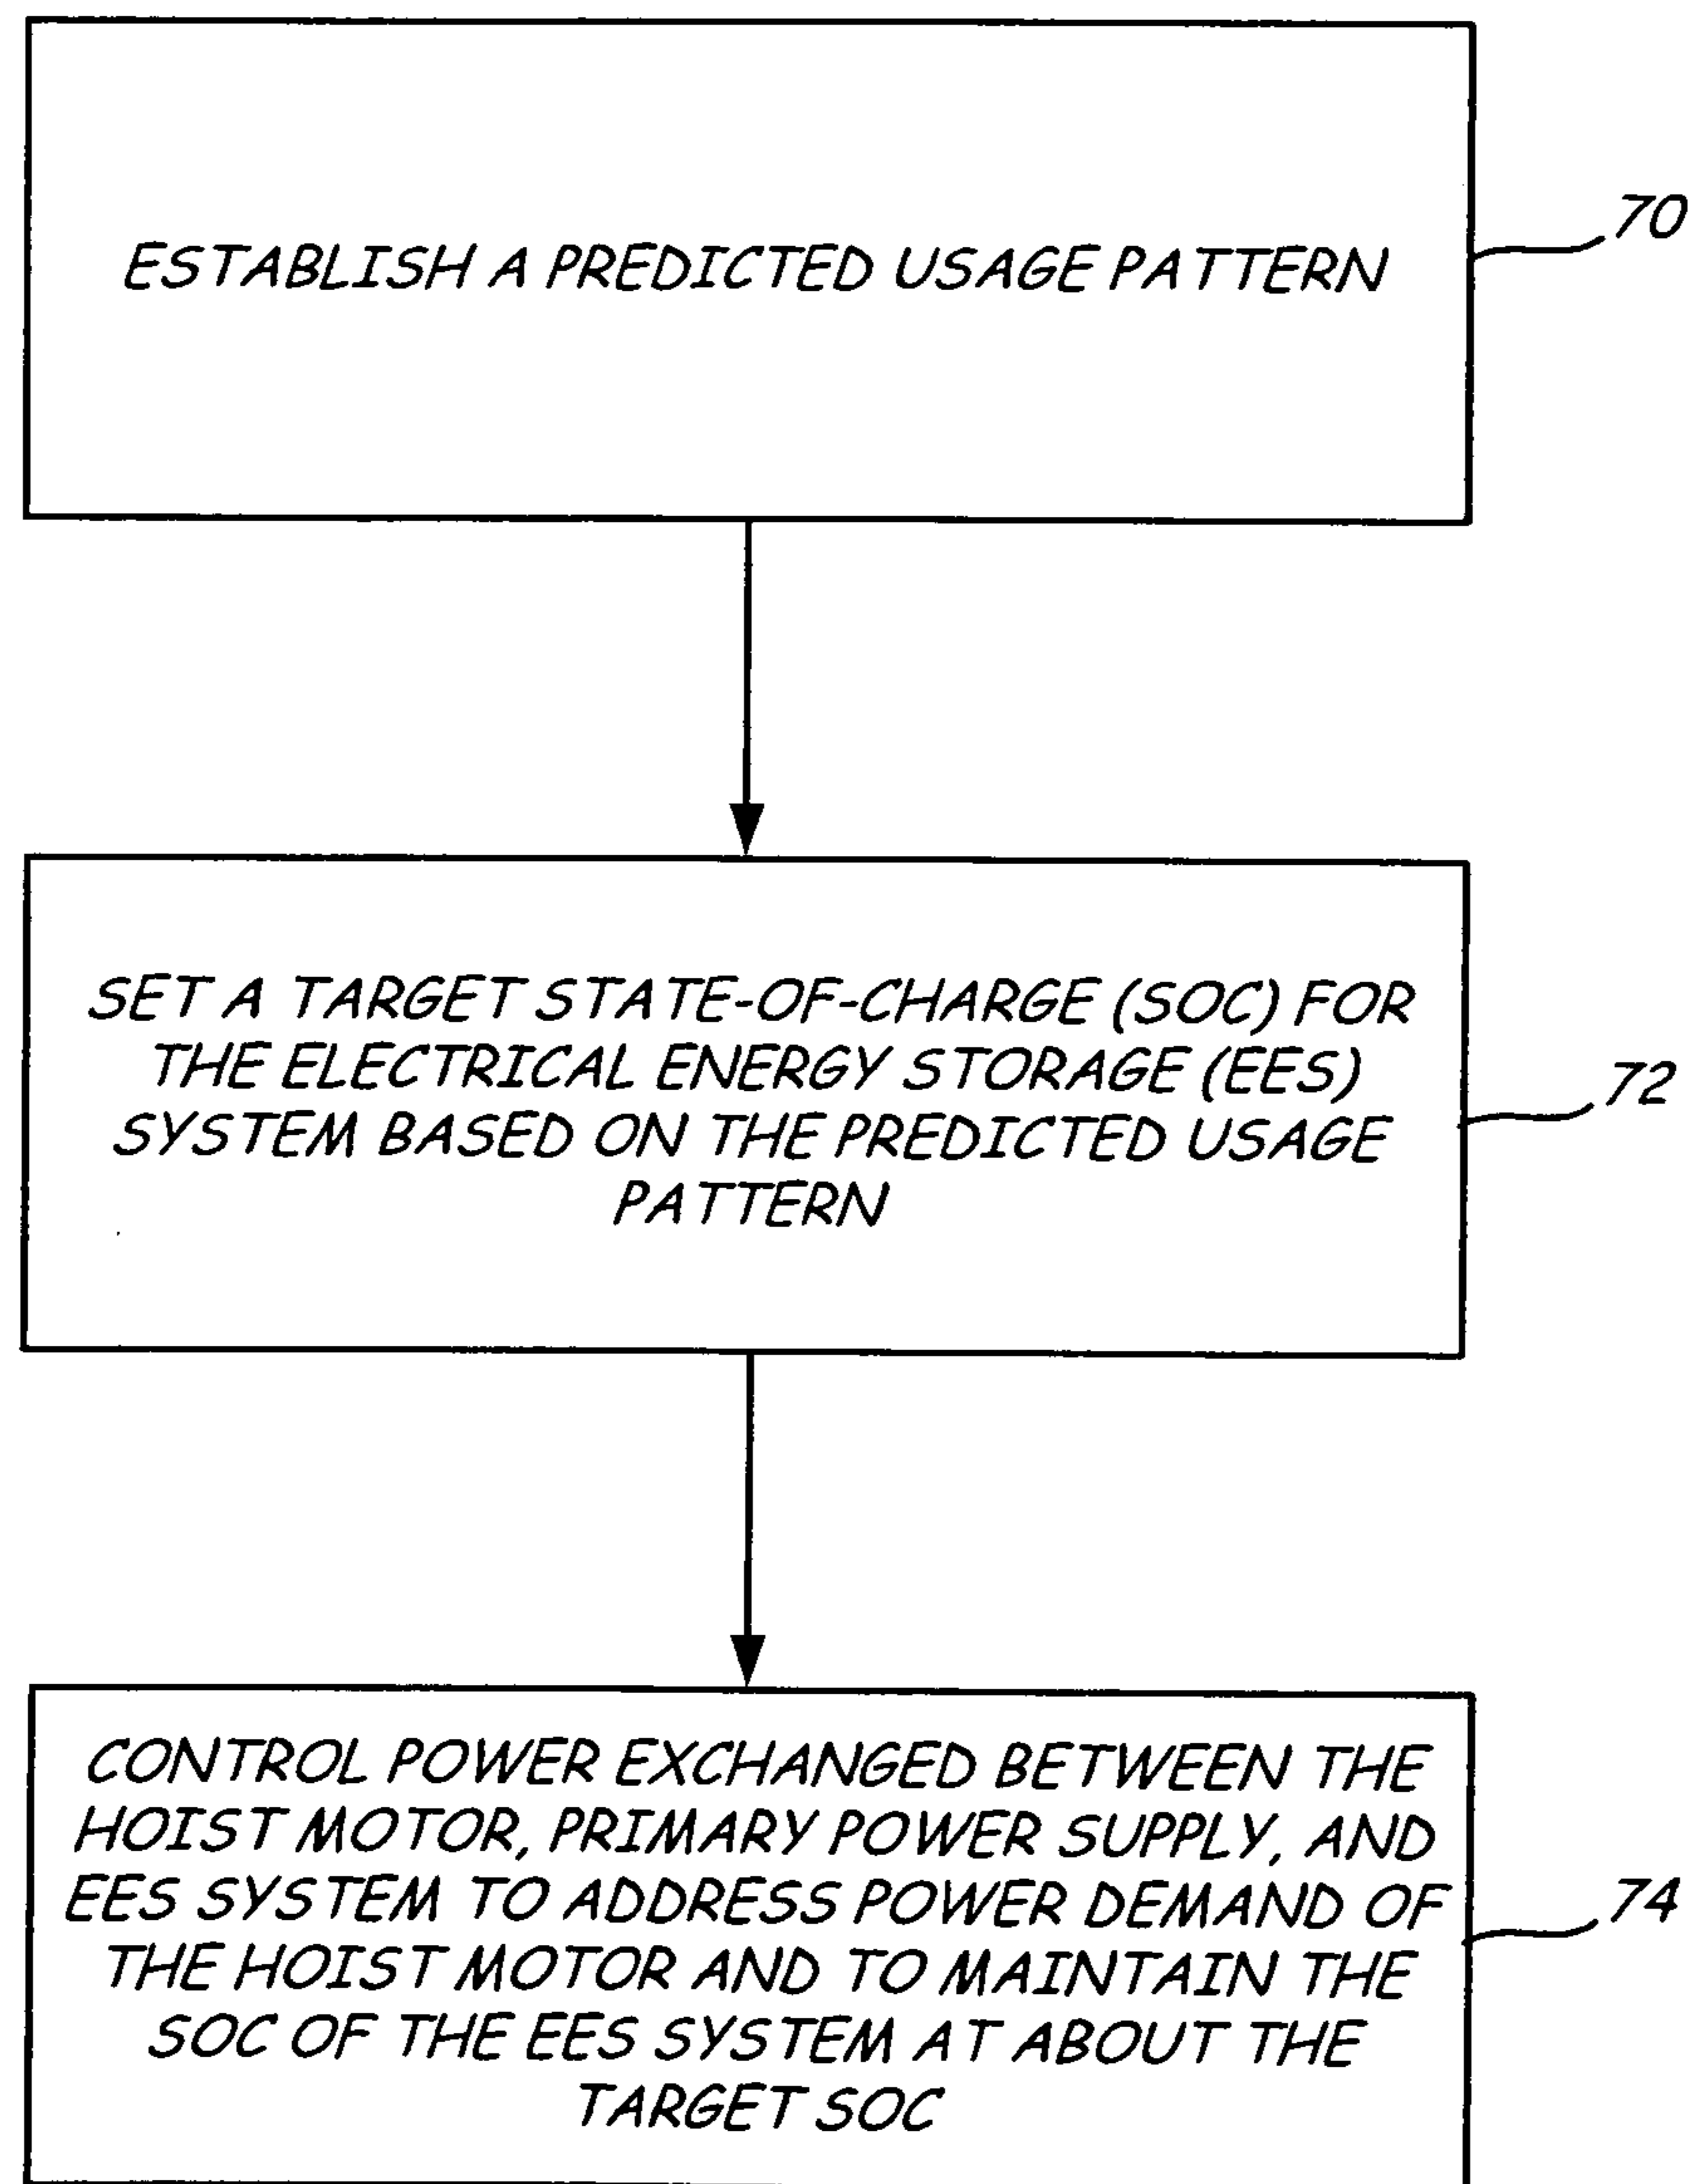 ESTABLISH A PREDICTED USAGE PATTERN
70
SET A TARGET STATE-OF-CHARGE (SOC) FOR
THE ELECTRICAL ENERGY STORAGE (EES)
SYSTEM BASED ON THE PREDICTED USAGE
PATTERN
72
CONTROL POWER EXCHANGED BETWEEN THE
HOIST MOTOR, PRIMARY POWER SUPPLY, AND
EES SYSTEM TO ADDRESS POWER DEMAND OF
THE HOIST MOTOR AND TO MAINTAIN THE
SOC OF THE EES SYSTEM AT ABOUT THE
TARGET SOC
74